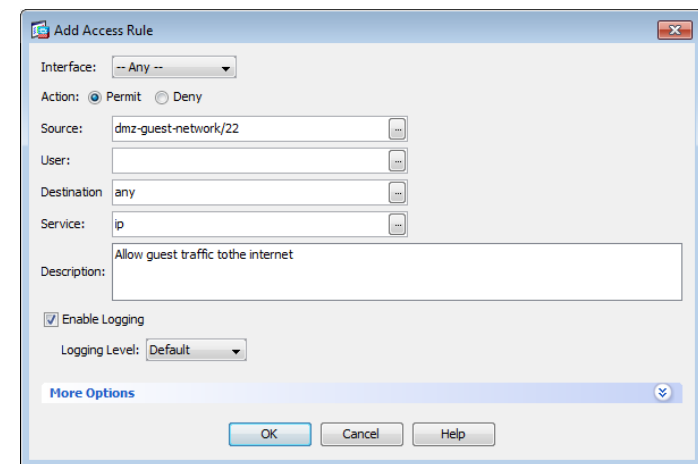 Add Access Rule
Interface: -- Any --
Action: Permit Deny
Source: dmz-guest-network/22 ...
User: ...
Destination any ...
Service: ip ...
Allow guest traffic tothe internet
Description:
Enable Logging
Logging Level: Default
More Options
OK Cancel Help